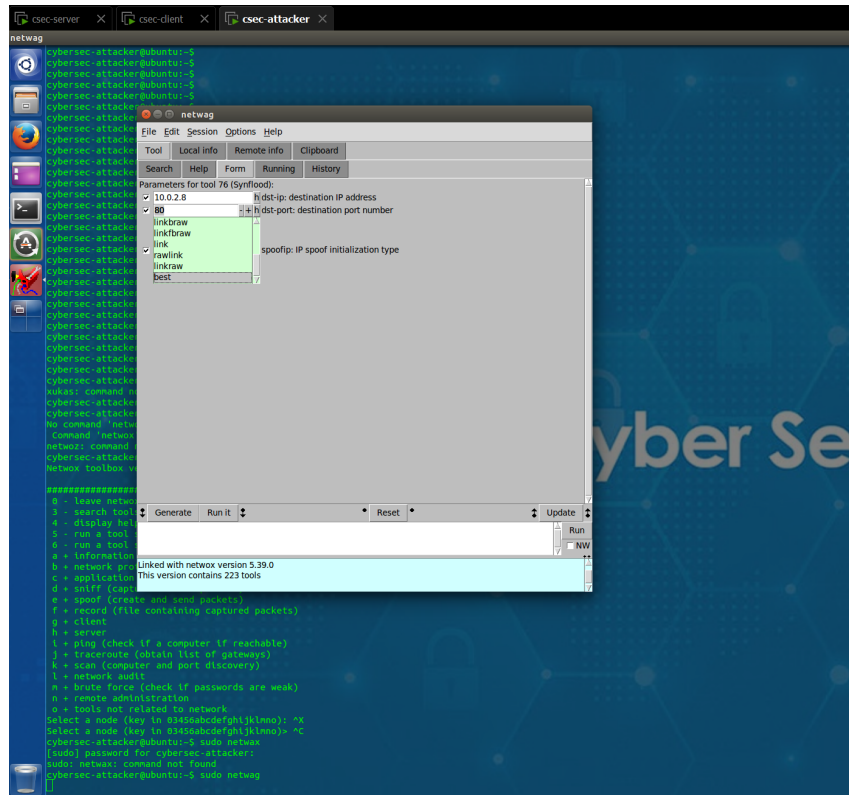 csec-server
csec-client
csec-attacker
netwag
cybersec-attacker@ubuntu:~$
cybersec-attacker@ubuntu:~$
cybersec-attacker@ubuntu:~$
cybersec-attacker@ubuntu:~$
cybersec-attacker@ubuntu:~$
netwag
File Edit Session Options Help
Tool Local info Remote info Clipboard
Search Help Form Running History
Parameters for tool 76 (Synflood):
10.0.2.8 h dst-ip: destination IP address
80 - + h dst-port: destination port number
linkbraw
linkfbraw
link
rawlink
linkraw
best
spoofip: IP spoof initialization type
Generate Run it Reset Update
Run
NW
Linked with netwox version 5.39.0
This version contains 223 tools
yber Se
xukas: command
No command 'netw
Command 'netwox
netwoz: command
Netwox toolbox
####################
0 - leave netwo
3 - search tool
4 - display help
5 - run a tool
6 - run a tool
a + information
b + network pro
c + application
d + sniff (capt
e + spoof (create and send packets)
f + record (file containing captured packets)
g + client
h + server
i + ping (check if a computer if reachable)
j + traceroute (obtain list of gateways)
k + scan (computer and port discovery)
l + network audit
m + brute force (check if passwords are weak)
n + remote administration
o + tools not related to network
Select a node (key in 03456abcdefghijklmno): ^X
Select a node (key in 03456abcdefghijklmno)> ^C
cybersec-attacker@ubuntu:~$ sudo netwax
[sudo] password for cybersec-attacker:
sudo: netwax: command not found
cybersec-attacker@ubuntu:~$ sudo netwag